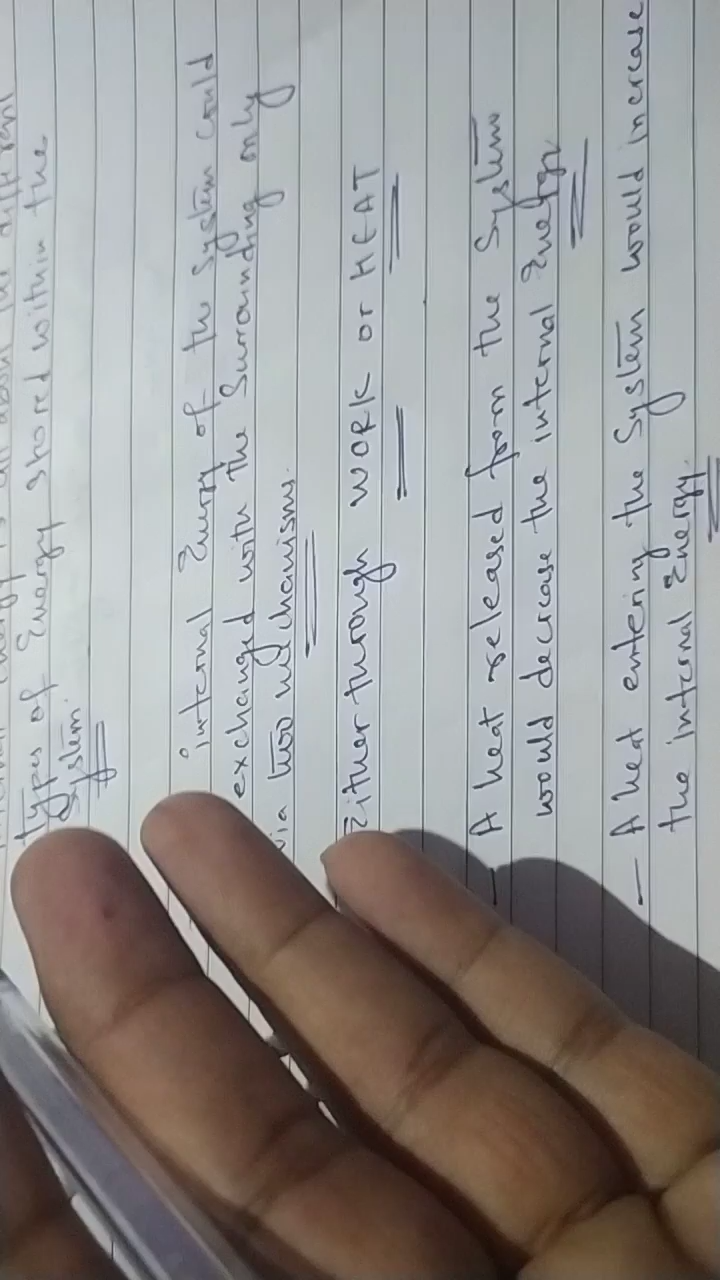 types of Energy stored within the
System.
internal Energy of the System could
exchanged with the Surrounding only
via two mechanisms.
Either through WORK or HEAT
— A heat released from the System
would decrease the internal Energy
— A heat entering the System would increase
the internal Energy.